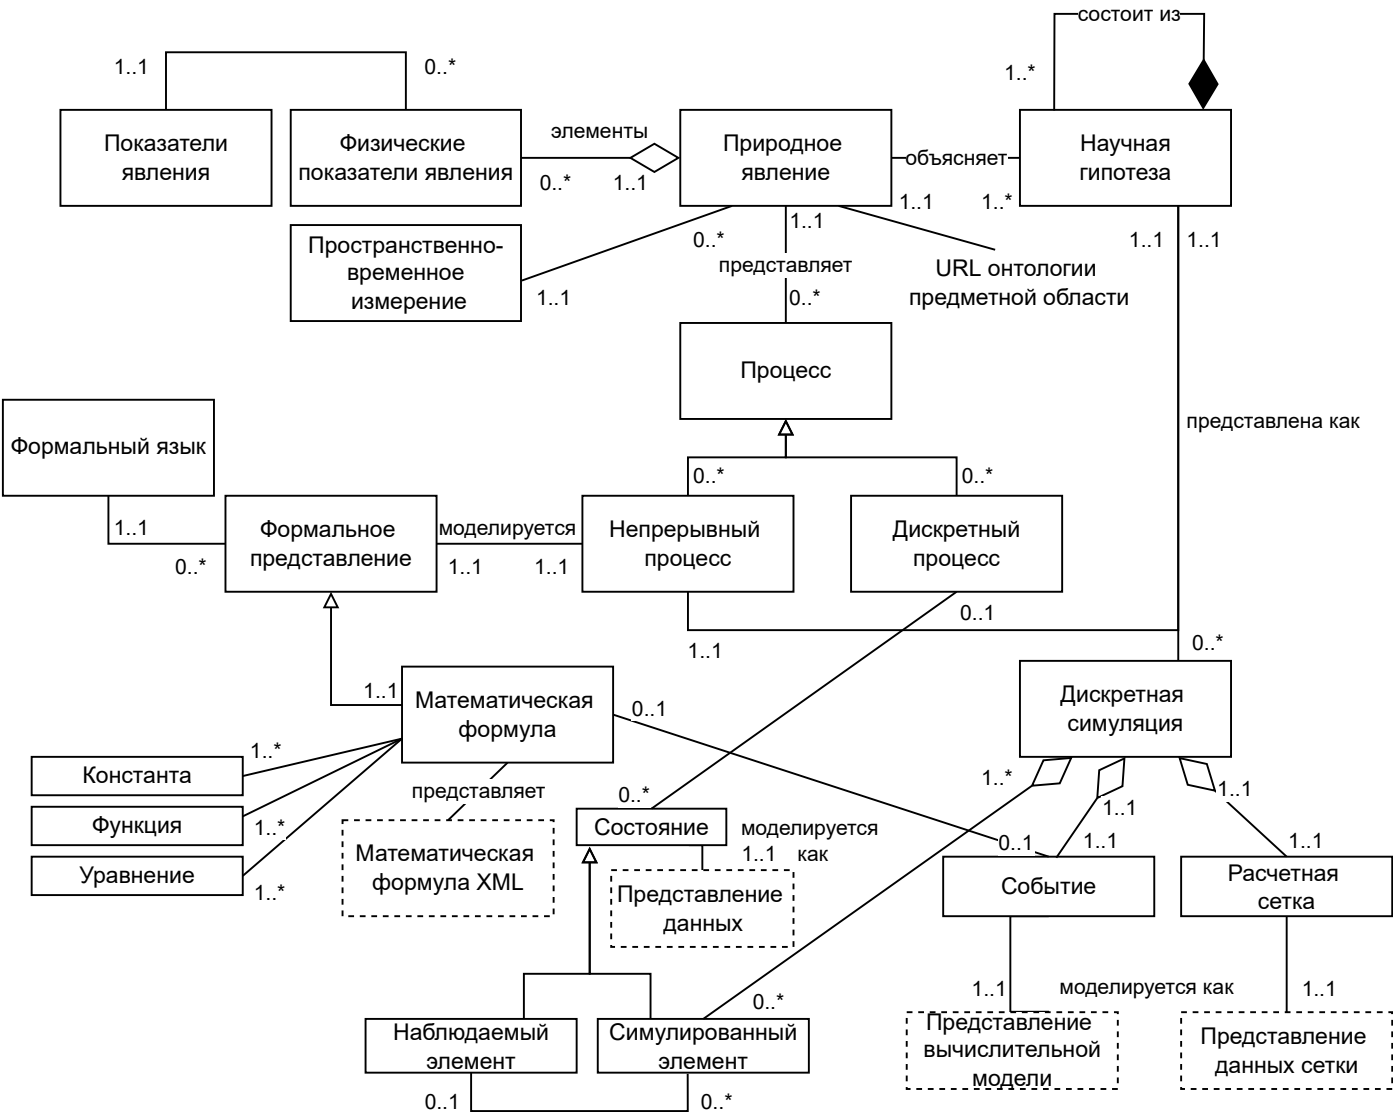 состоит из
1..1
0..*
1..*
Показатели
явления
Физические
показатели явления
элементы
0..*
1..1
Природное
явление
объясняет
1..1
1..*
Научная
гипотеза
Пространственно-
временное
измерение
1..1
0..*
1..1
представляет
0..*
URL онтологии
предметной области
1..1
1..1
Процесс
представлена как
Формальный язык
0..*
0..*
1..1
0..*
Формальное
представление
моделируется
1..1
1..1
Непрерывный
процесс
Дискретный
процесс
0..1
1..1
0..*
1..1
Математическая
формула
0..1
Дискретная
симуляция
1..*
Константа
Функция
1..*
Уравнение
1..*
представляет
Математическая
формула XML
0..*
Состояние
моделируется
1..1 как
Представление
данных
1..*
1..1
1..1
0..1
1..1
1..1
Событие
Расчетная
сетка
1..1
моделируется как
1..1
0..*
Наблюдаемый
элемент
Симулированный
элемент
Представление
вычислительной
модели
Представление
данных сетки
0..1
0..*